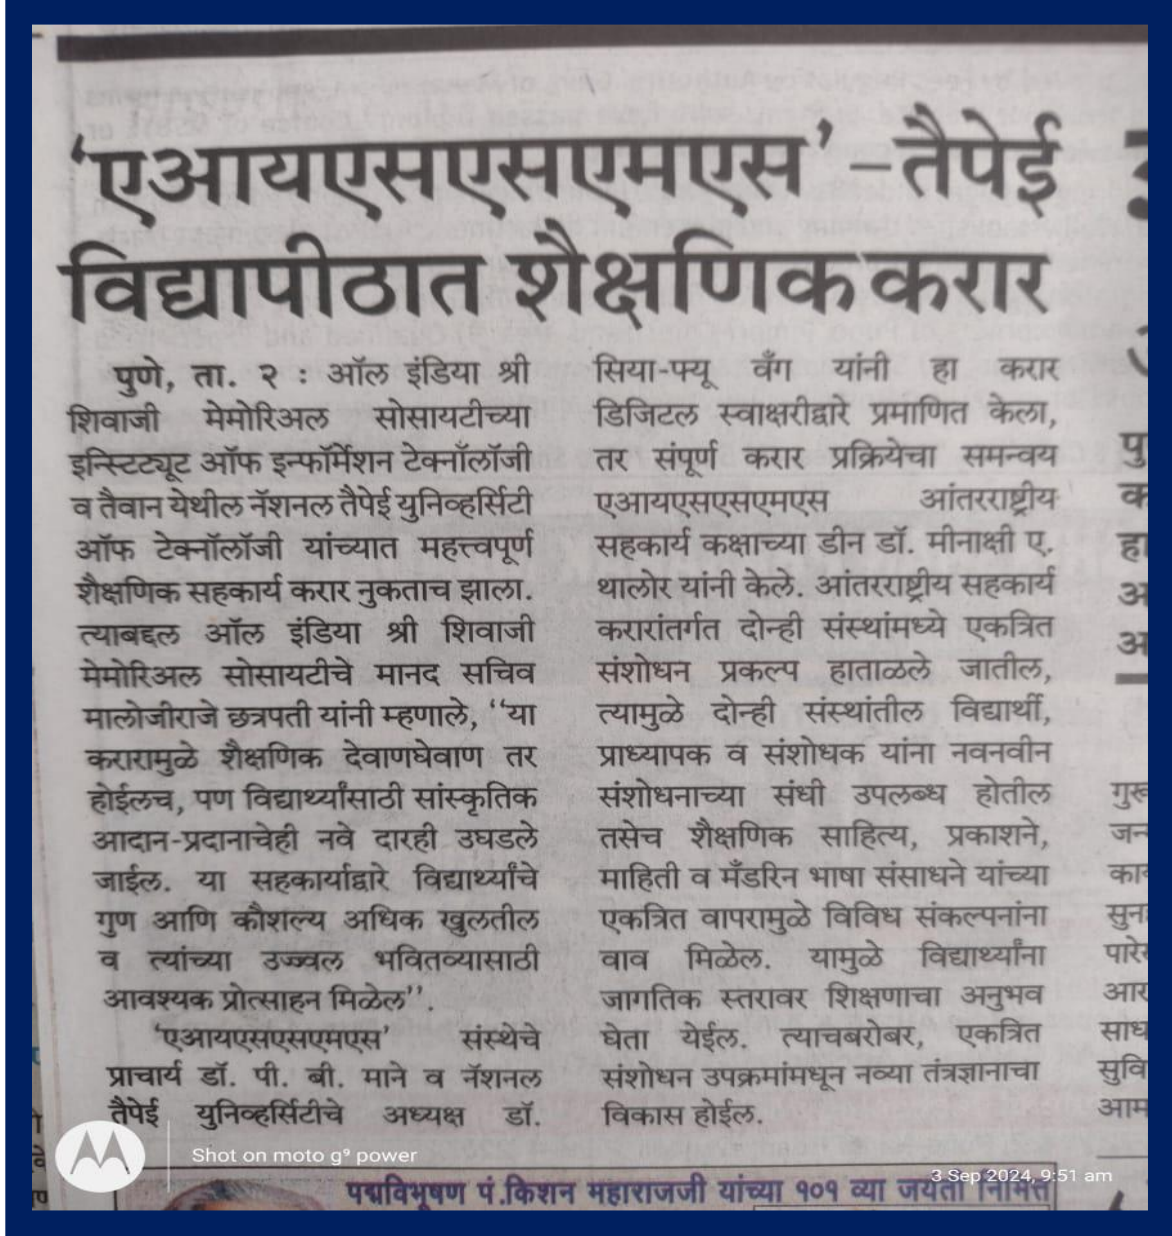 'एआयएसएसएमएस' – तैपेई
विद्यापीठात शैक्षणिक करार
पुणे, ता. २ : ऑल इंडिया श्री
शिवाजी मेमोरिअल सोसायटीच्या
इन्स्टिट्यूट ऑफ इन्फॉर्मेशन टेक्नॉलॉजी
व तैवान येथील नॅशनल तैपेई युनिव्हर्सिटी
ऑफ टेक्नॉलॉजी यांच्यात महत्त्वपूर्ण
शैक्षणिक सहकार्य करार नुकताच झाला.
त्याबद्दल ऑल इंडिया श्री शिवाजी
मेमोरिअल सोसायटीचे मानद सचिव
मालोजीराजे छत्रपती यांनी म्हणाले, ‘‘या
करारामुळे शैक्षणिक देवाणघेवाण तर
होईलच, पण विद्यार्थ्यांसाठी सांस्कृतिक
आदान-प्रदानाचेही नवे दारही उघडले
जाईल. या सहकार्याद्वारे विद्यार्थ्यांचे
गुण आणि कौशल्य अधिक खुलतील
व त्यांच्या उज्ज्वल भवितव्यासाठी
आवश्यक प्रोत्साहन मिळेल’’.
'एआयएसएसएमएस' संस्थेचे
प्राचार्य डॉ. पी. बी. माने व नॅशनल
तैपेई युनिव्हर्सिटीचे अध्यक्ष डॉ.
सिया-फ्यू वँग यांनी हा करार
डिजिटल स्वाक्षरीद्वारे प्रमाणित केला,
तर संपूर्ण करार प्रक्रियेचा समन्वय
एआयएसएसएमएस आंतरराष्ट्रीय
सहकार्य कक्षाच्या डीन डॉ. मीनाक्षी ए.
थालोर यांनी केले. आंतरराष्ट्रीय सहकार्य
करारांतर्गत दोन्ही संस्थांमध्ये एकत्रित
संशोधन प्रकल्प हाताळले जातील,
त्यामुळे दोन्ही संस्थांतील विद्यार्थी,
प्राध्यापक व संशोधक यांना नवनवीन
संशोधनाच्या संधी उपलब्ध होतील
तसेच शैक्षणिक साहित्य, प्रकाशने,
माहिती व मँडरिन भाषा संसाधने यांच्या
एकत्रित वापरामुळे विविध संकल्पनांना
वाव मिळेल. यामुळे विद्यार्थ्यांना
जागतिक स्तरावर शिक्षणाचा अनुभव
घेता येईल. त्याचबरोबर, एकत्रित
संशोधन उपक्रमांमधून नव्या तंत्रज्ञानाचा
विकास होईल.
Shot on moto g⁹ power
3 Sep 2024, 9:51 am
पद्मविभूषण पं.किशन महाराजजी यांच्या १०१ व्या जयंती निमित्त